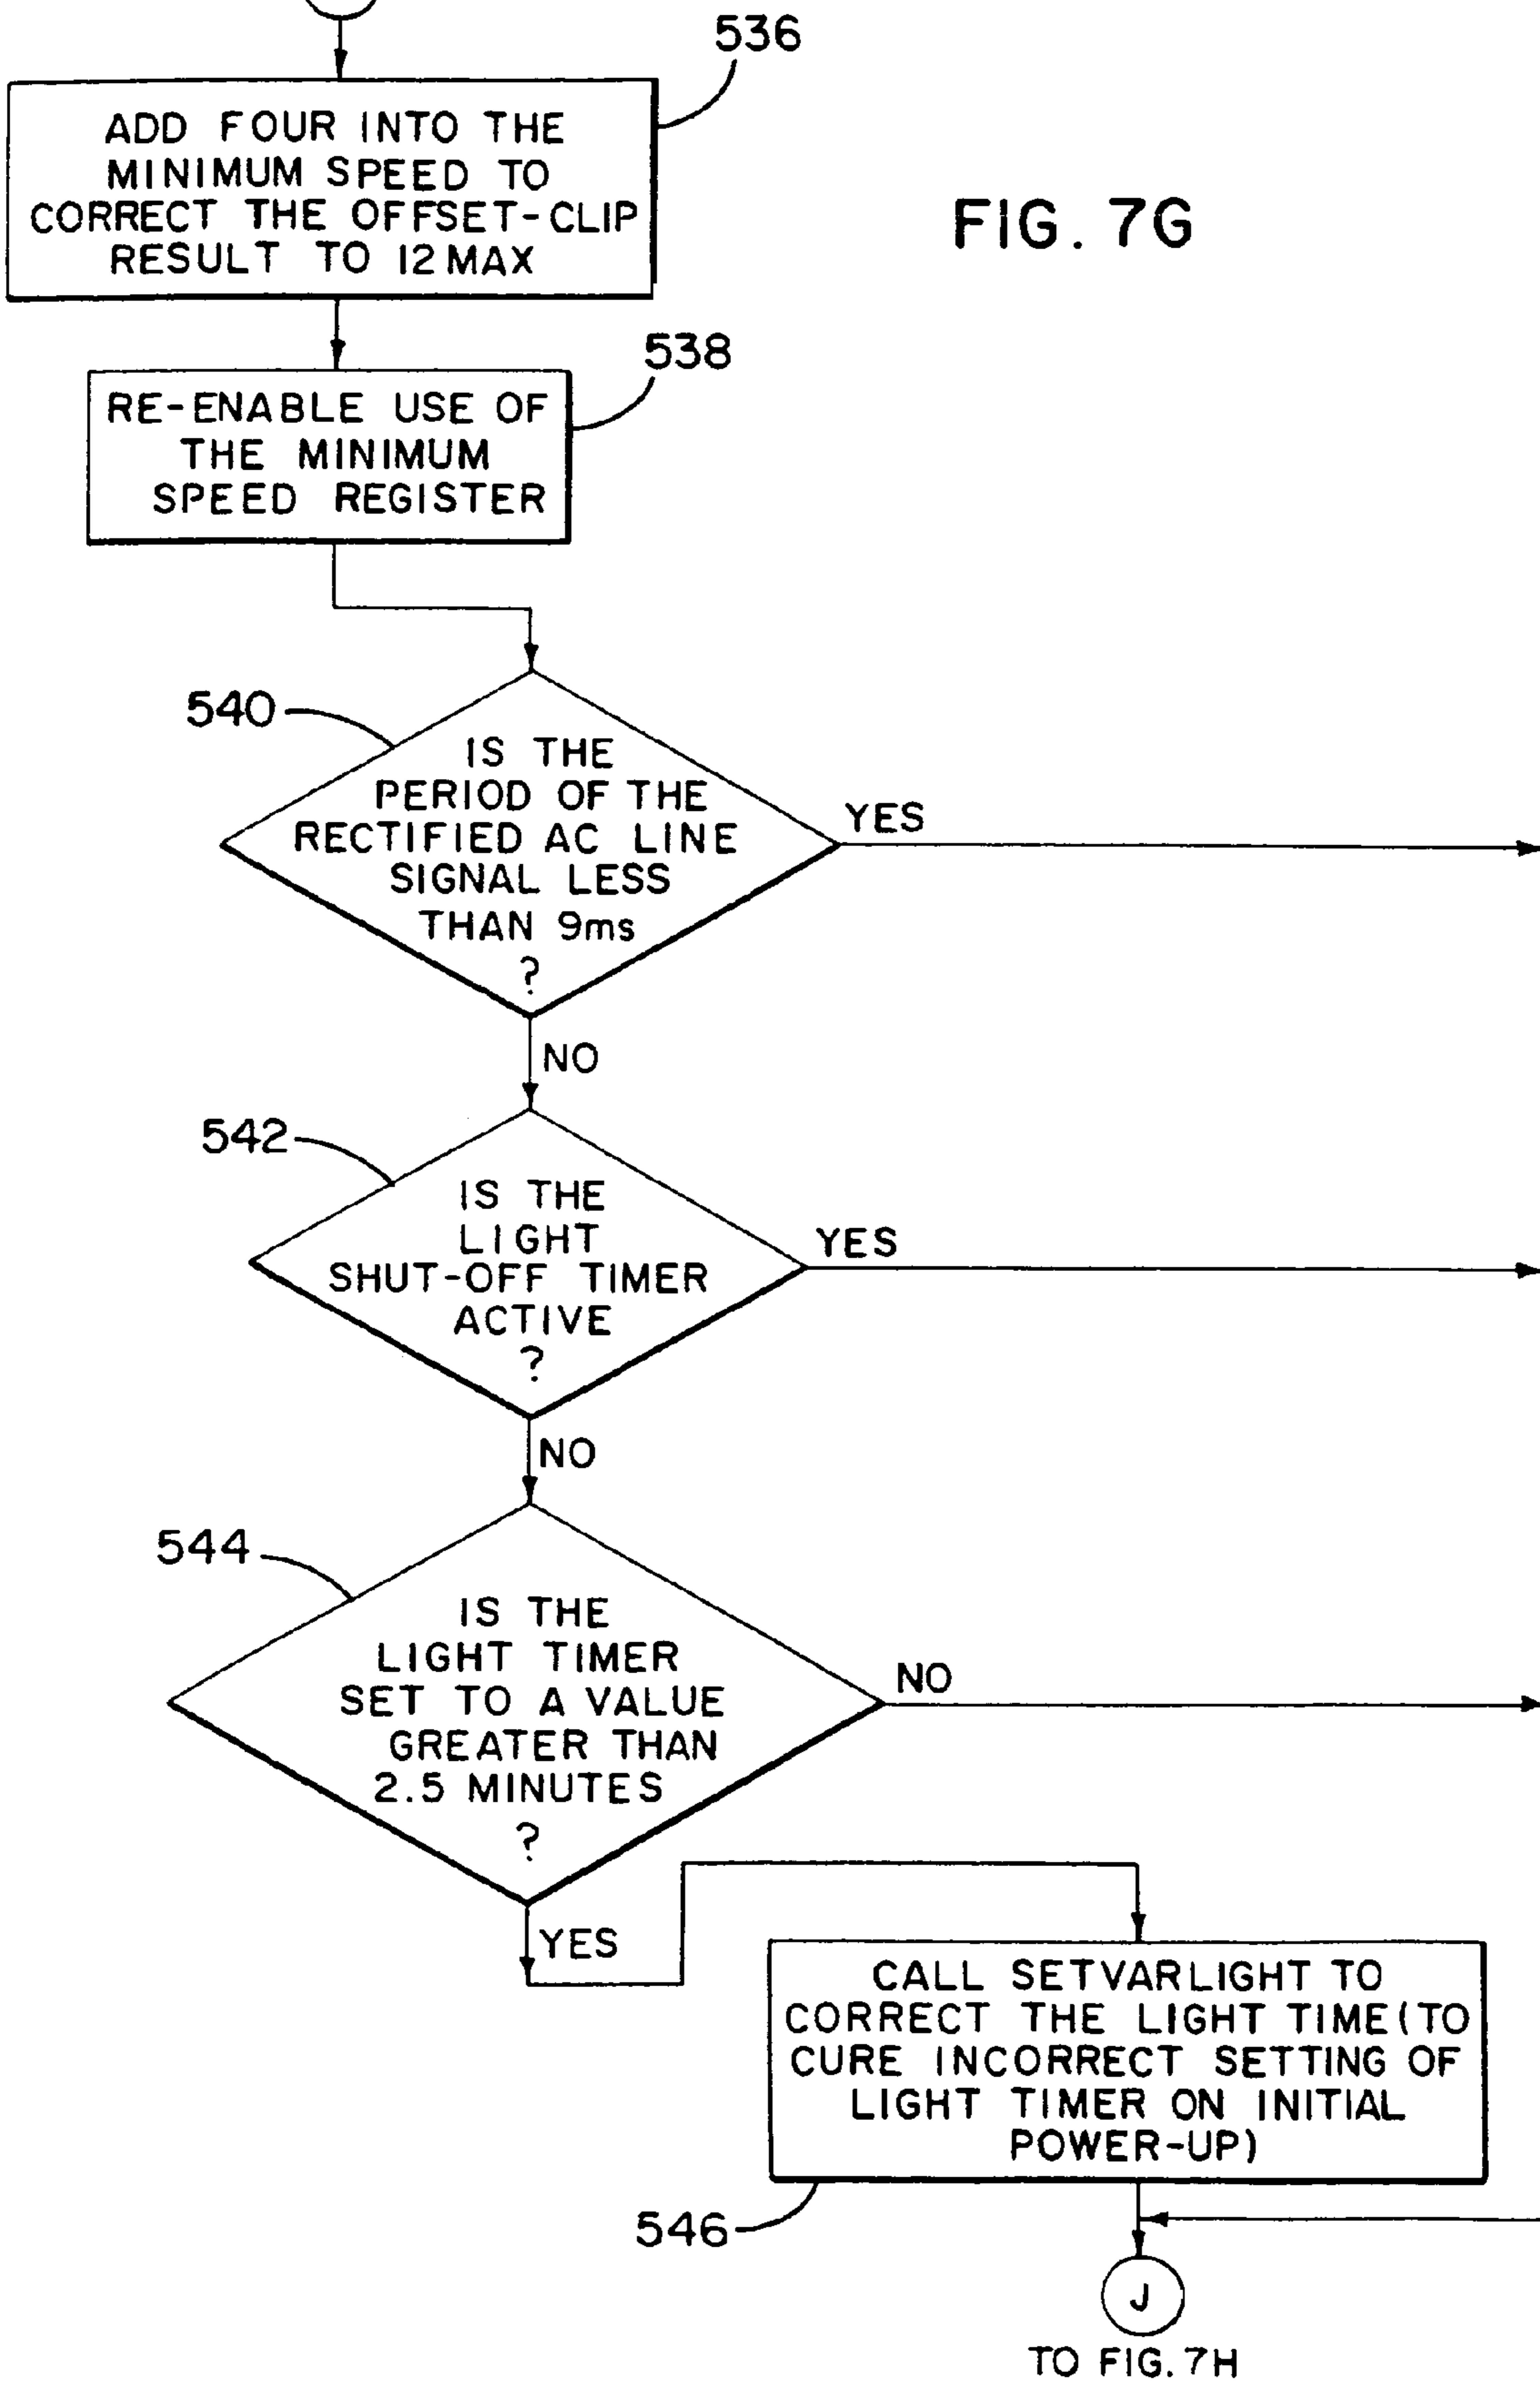 536
ADD FOUR INTO THE
MINIMUM SPEED TO
CORRECT THE OFFSET-CLIP
RESULT TO 12 MAX
FIG. 7G
538
RE-ENABLE USE OF
THE MINIMUM
SPEED REGISTER
540
IS THE
PERIOD OF THE
RECTIFIED AC LINE
SIGNAL LESS
THAN 9ms
?
YES
NO
542
IS THE
LIGHT
SHUT-OFF TIMER
ACTIVE
?
YES
NO
544
IS THE
LIGHT TIMER
SET TO A VALUE
GREATER THAN
2.5 MINUTES
?
NO
YES
CALL SETVARLIGHT TO
CORRECT THE LIGHT TIME (TO
CURE INCORRECT SETTING OF
LIGHT TIMER ON INITIAL
POWER-UP)
546
J
TO FIG. 7H